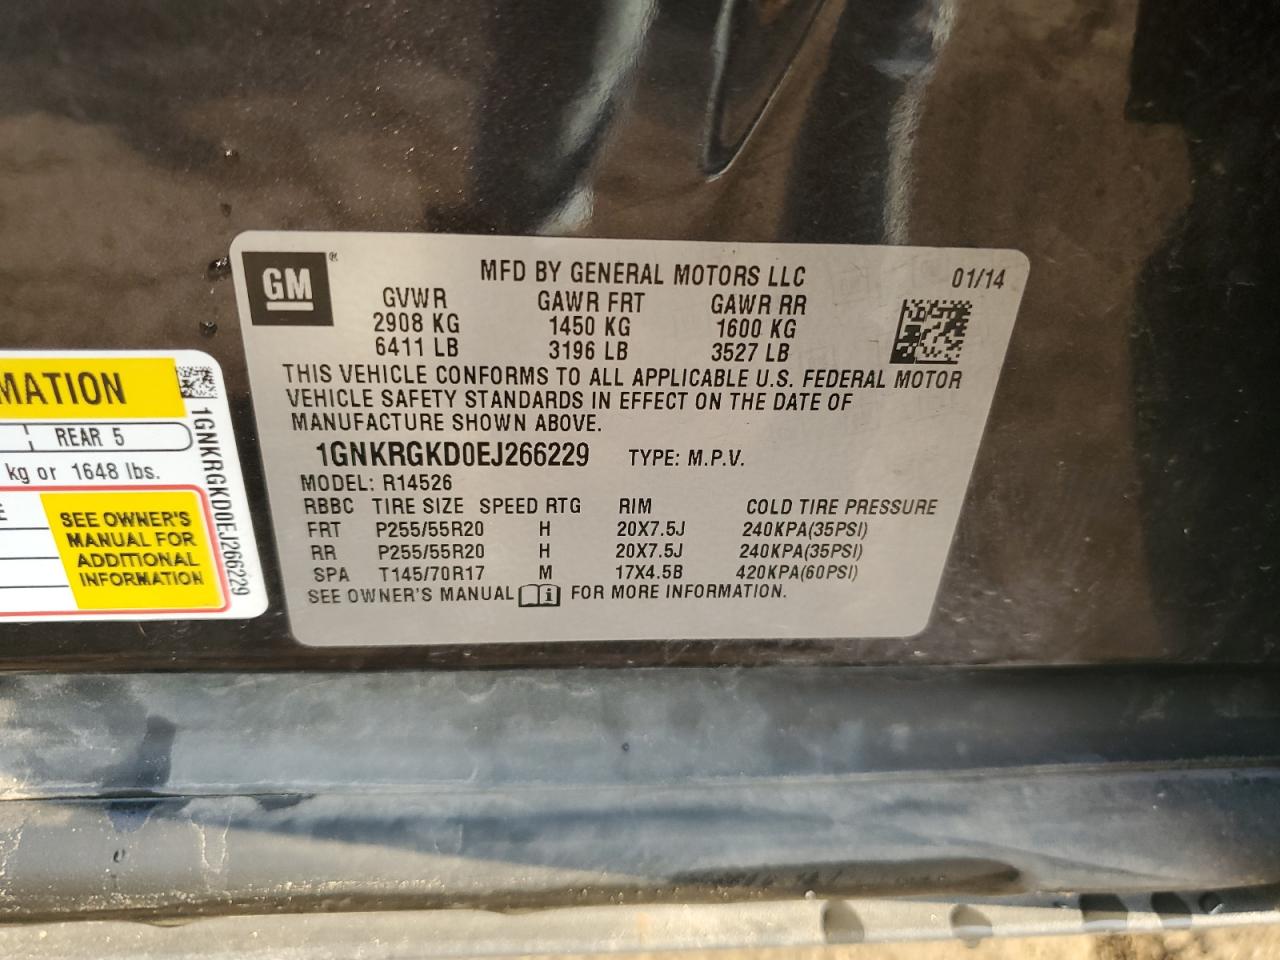 GM ®
MFD BY GENERAL MOTORS LLC 01/14
GVWR GAWR FRT GAWR RR
2908 KG 1450 KG 1600 KG
6411 LB 3196 LB 3527 LB
THIS VEHICLE CONFORMS TO ALL APPLICABLE U.S. FEDERAL MOTOR
VEHICLE SAFETY STANDARDS IN EFFECT ON THE DATE OF
MANUFACTURE SHOWN ABOVE.
1GNKRGKD0EJ266229 TYPE: M.P.V.
MODEL: R14526
RBBC TIRE SIZE SPEED RTG RIM COLD TIRE PRESSURE
FRT P255/55R20 H 20X7.5J 240KPA(35PSI)
RR P255/55R20 H 20X7.5J 240KPA(35PSI)
SPA T145/70R17 M 17X4.5B 420KPA(60PSI)
SEE OWNER'S MANUAL i FOR MORE INFORMATION.
MATION
REAR 5
kg or 1648 lbs.
E
SEE OWNER'S
MANUAL FOR
ADDITIONAL
INFORMATION
1GNKRGKD0EJ266229